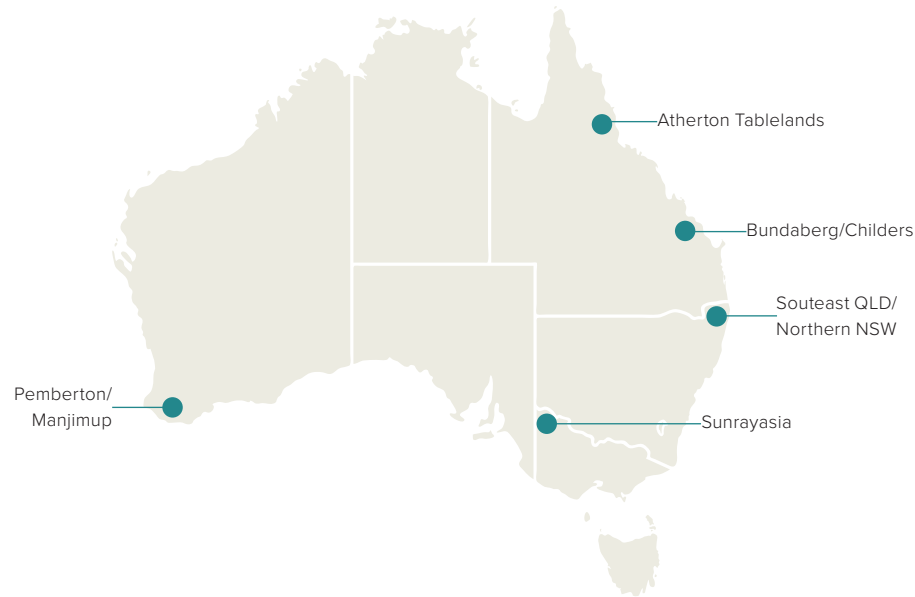 Atherton Tablelands
Bundaberg/Childers
Souteast QLD/
Northern NSW
Pemberton/
Manjimup
Sunrayasia